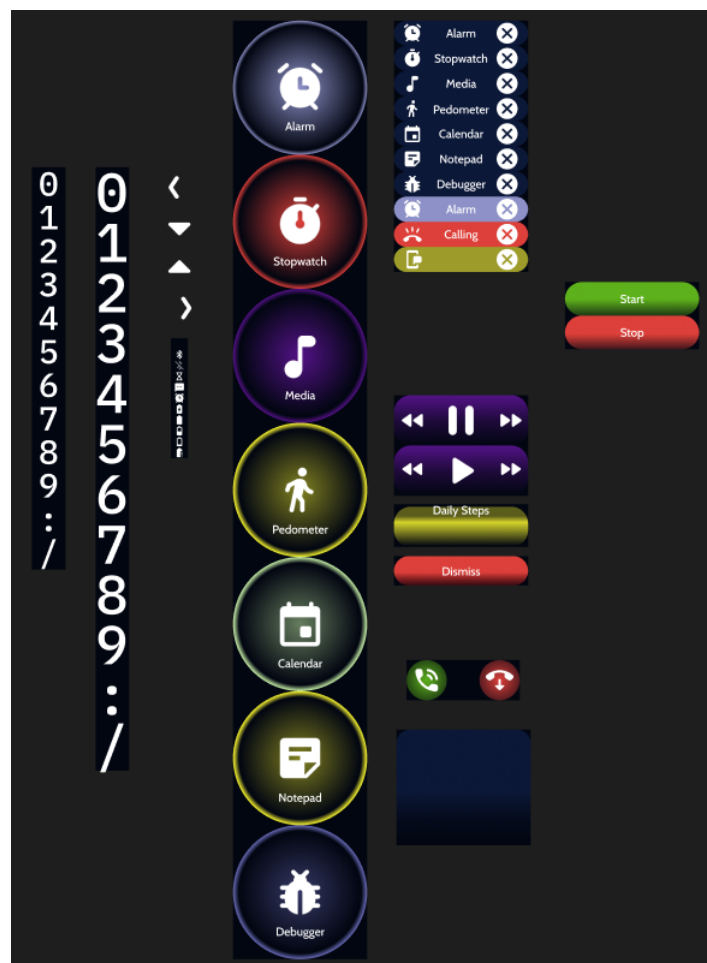 0
1
2
3
4
5
6
7
8
9
:
/
0
1
2
3
4
5
6
7
8
9
:
/
Alarm
Stopwatch
Media
Pedometer
Calendar
Notepad
Debugger
Alarm
Stopwatch
Media
Pedometer
Calendar
Notepad
Debugger
Alarm
Calling
Daily Steps
Dismiss
Start
Stop